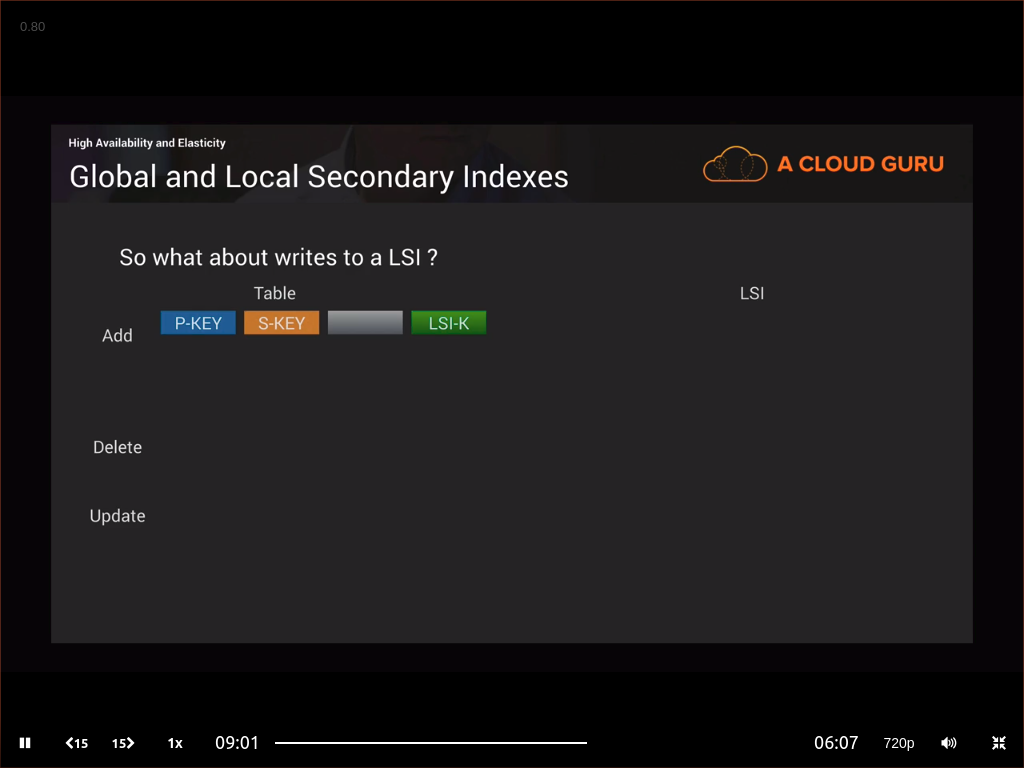 0.80
High Availability and Elasticity
Global and Local Secondary Indexes
A CLOUD GURU
So what about writes to a LSI ?
Table
LSI
P-KEY
S-KEY
LSI-K
Add
Delete
Update
15
15
1x
09:01
06:07
720p